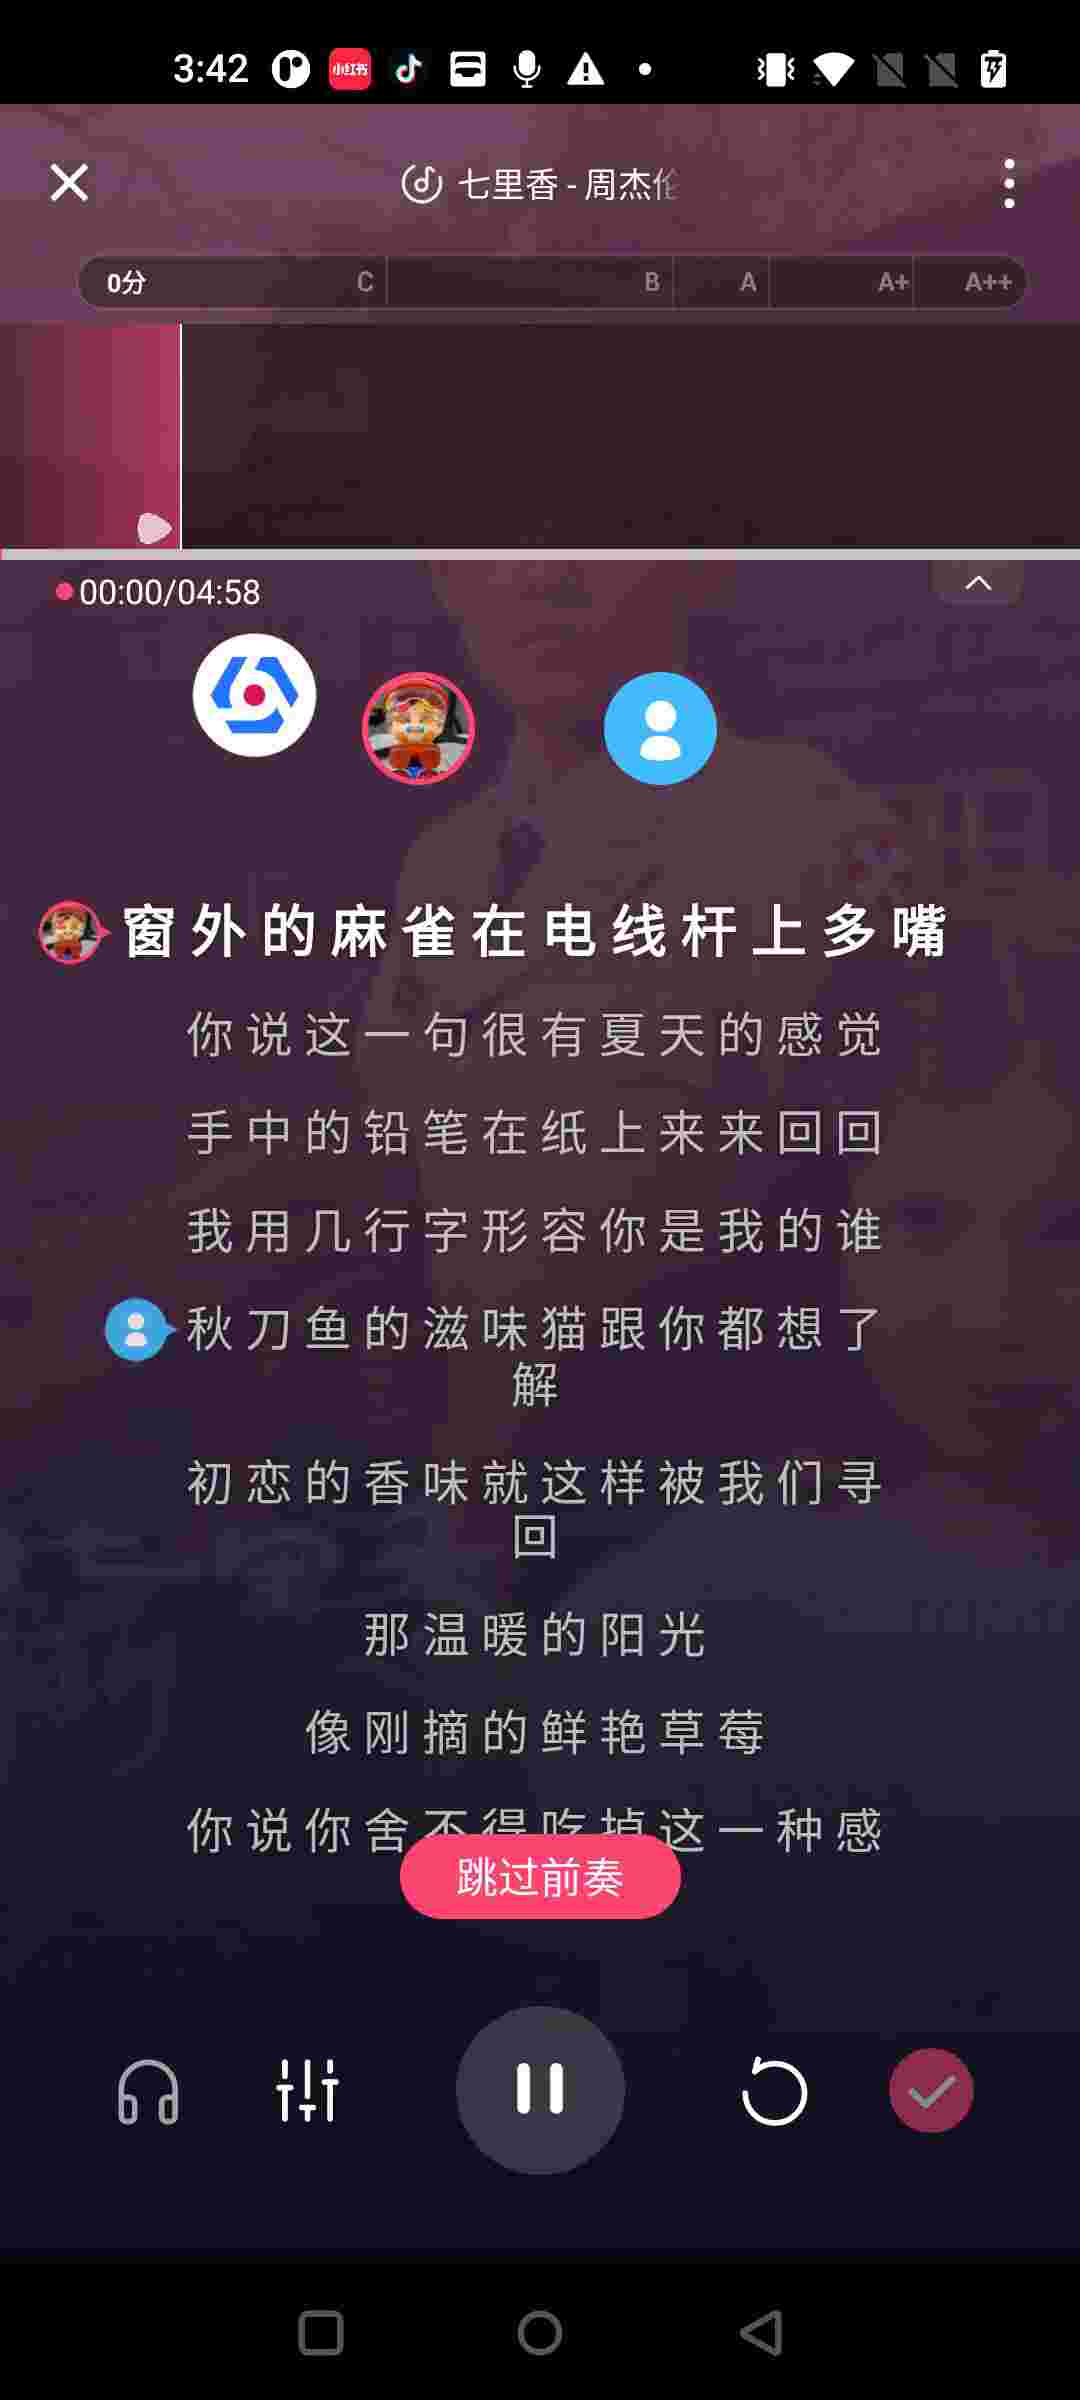 3:42
小红书
七里香 - 周杰伦
0分 C B A A+ A++
00:00/04:58
窗外的麻雀在电线杆上多嘴
你说这一句很有夏天的感觉
手中的铅笔在纸上来来回回
我用几行字形容你是我的谁
秋刀鱼的滋味猫跟你都想了
解
初恋的香味就这样被我们寻
回
那温暖的阳光
像刚摘的鲜艳草莓
你说你舍不得吃掉这一种感
跳过前奏